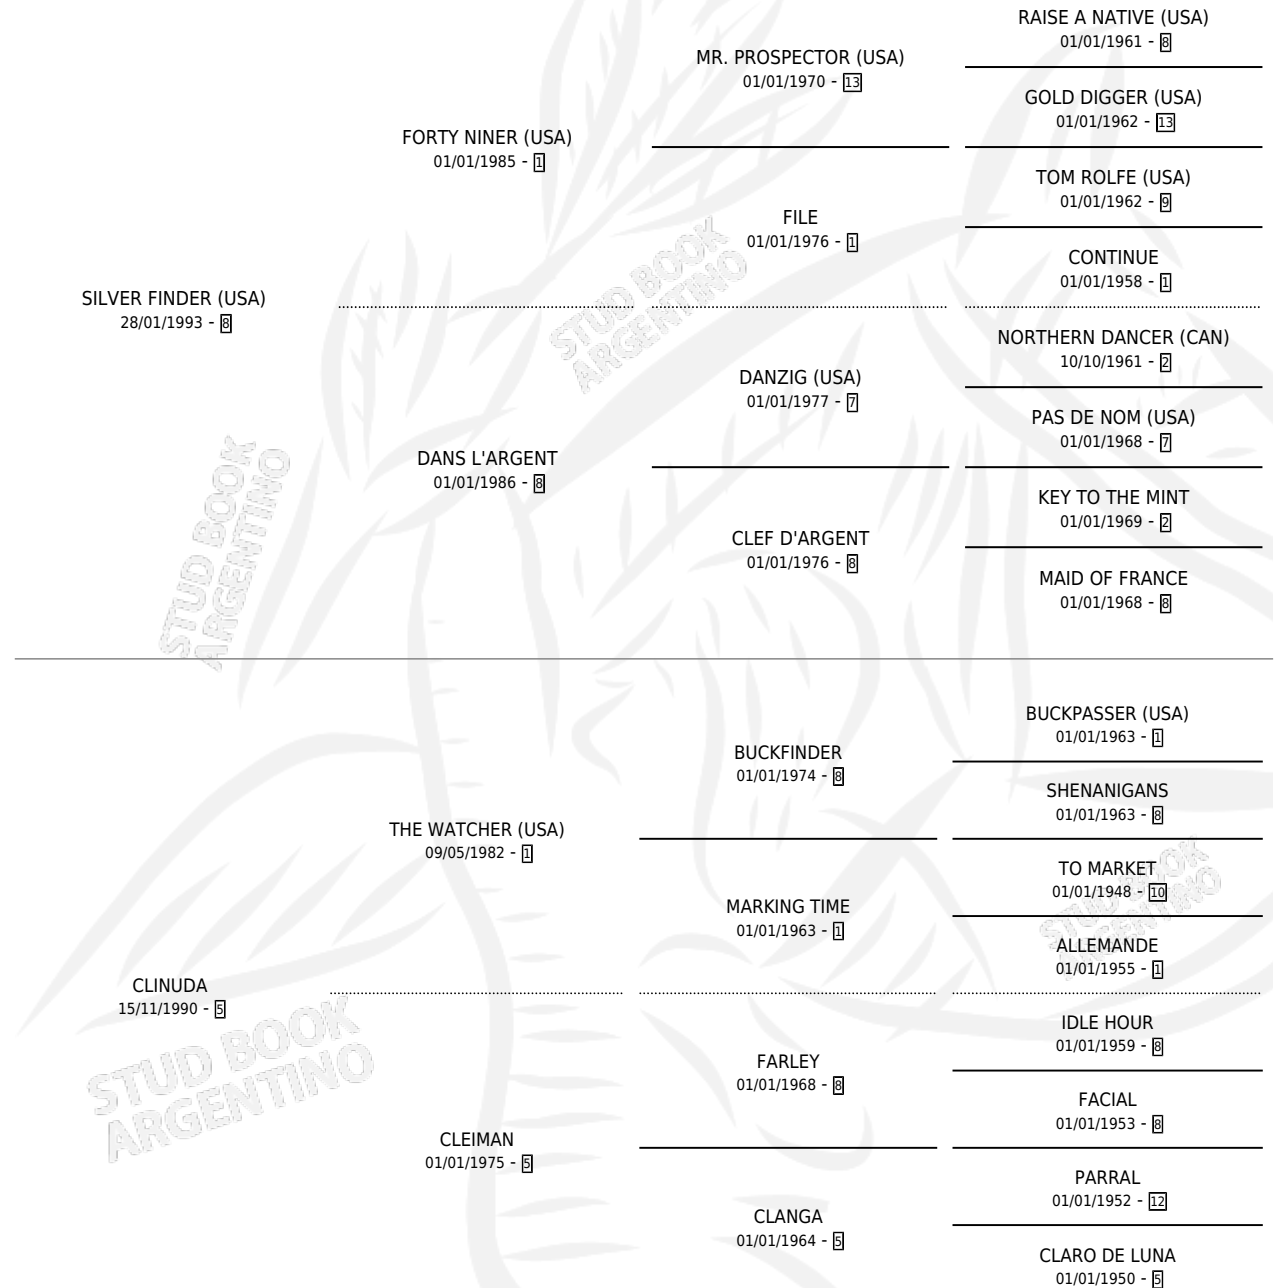 RAISE A NATIVE (USA)
01/01/1961 - 8
MR. PROSPECTOR (USA)
01/01/1970 - 13
GOLD DIGGER (USA)
01/01/1962 - 13
FORTY NINER (USA)
01/01/1985 - 1
TOM ROLFE (USA)
01/01/1962 - 9
FILE
01/01/1976 - 1
CONTINUE
01/01/1958 - 1
SILVER FINDER (USA)
28/01/1993 - 8
NORTHERN DANCER (CAN)
10/10/1961 - 2
DANZIG (USA)
01/01/1977 - 7
PAS DE NOM (USA)
01/01/1968 - 7
DANS L'ARGENT
01/01/1986 - 8
KEY TO THE MINT
01/01/1969 - 2
CLEF D'ARGENT
01/01/1976 - 8
MAID OF FRANCE
01/01/1968 - 8
BUCKPASSER (USA)
01/01/1963 - 1
BUCKFINDER
01/01/1974 - 8
SHENANIGANS
01/01/1963 - 8
THE WATCHER (USA)
09/05/1982 - 1
TO MARKET
01/01/1948 - 10
MARKING TIME
01/01/1963 - 1
ALLEMANDE
01/01/1955 - 1
CLINUDA
15/11/1990 - 5
IDLE HOUR
01/01/1959 - 8
FARLEY
01/01/1968 - 8
FACIAL
01/01/1953 - 8
CLEIMAN
01/01/1975 - 5
PARRAL
01/01/1952 - 12
CLANGA
01/01/1964 - 5
CLARO DE LUNA
01/01/1950 - 5
STUD BOOK
ARGENTINO
STUD BOOK
ARGENTINO
STUD BOOK
ARGENTINO
STUD BOOK
ARGENTINO